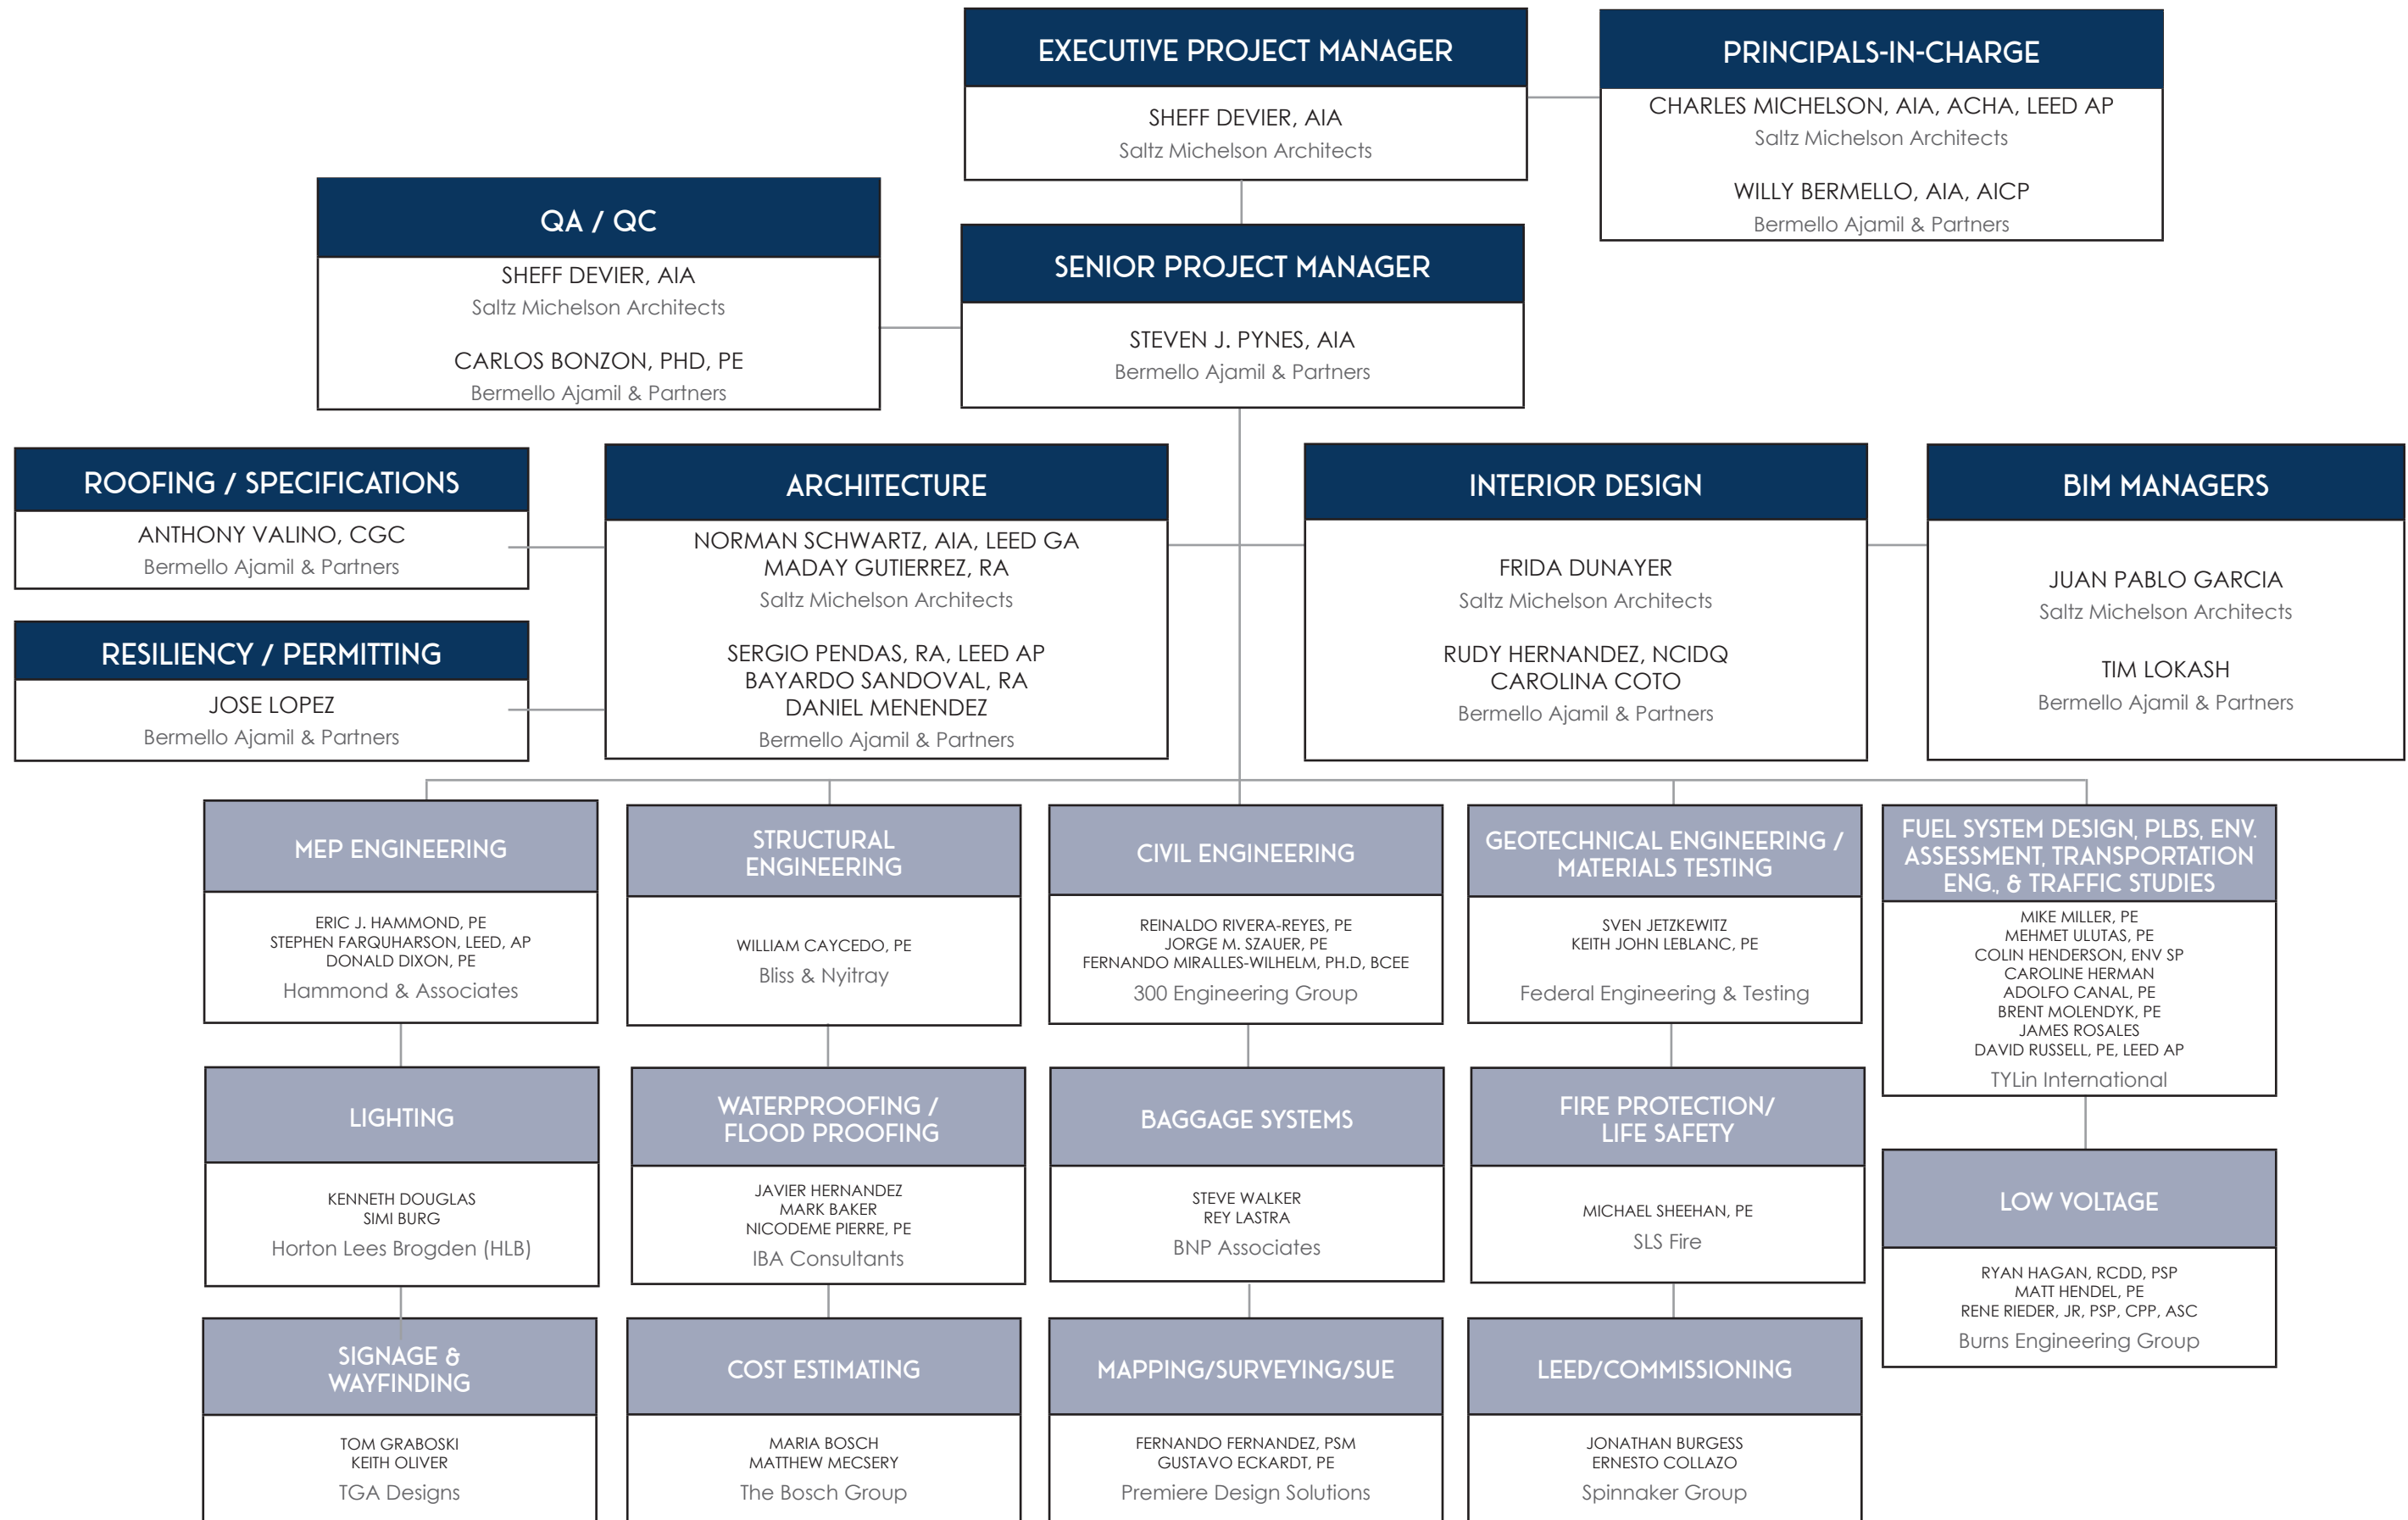 EXECUTIVE PROJECT MANAGER
SHEFF DEVIER, AIA
Saltz Michelson Architects
PRINCIPALS-IN-CHARGE
CHARLES MICHELSON, AIA, ACHA, LEED AP
Saltz Michelson Architects
WILLY BERMELLO, AIA, AICP
Bermello Ajamil & Partners
QA / QC
SHEFF DEVIER, AIA
Saltz Michelson Architects
CARLOS BONZON, PHD, PE
Bermello Ajamil & Partners
SENIOR PROJECT MANAGER
STEVEN J. PYNES, AIA
Bermello Ajamil & Partners
ROOFING / SPECIFICATIONS
ANTHONY VALINO, CGC
Bermello Ajamil & Partners
RESILIENCY / PERMITTING
JOSE LOPEZ
Bermello Ajamil & Partners
ARCHITECTURE
NORMAN SCHWARTZ, AIA, LEED GA
MADAY GUTIERREZ, RA
Saltz Michelson Architects
SERGIO PENDAS, RA, LEED AP
BAYARDO SANDOVAL, RA
DANIEL MENENDEZ
Bermello Ajamil & Partners
INTERIOR DESIGN
FRIDA DUNAYER
Saltz Michelson Architects
RUDY HERNANDEZ, NCIDQ
CAROLINA COTO
Bermello Ajamil & Partners
BIM MANAGERS
JUAN PABLO GARCIA
Saltz Michelson Architects
TIM LOKASH
Bermello Ajamil & Partners
MEP ENGINEERING
ERIC J. HAMMOND, PE
STEPHEN FARQUHARSON, LEED, AP
DONALD DIXON, PE
Hammond & Associates
STRUCTURAL
ENGINEERING
WILLIAM CAYCEDO, PE
Bliss & Nyitray
CIVIL ENGINEERING
REINALDO RIVERA-REYES, PE
JORGE M. SZAUER, PE
FERNANDO MIRALLES-WILHELM, PH.D, BCEE
300 Engineering Group
GEOTECHNICAL ENGINEERING /
MATERIALS TESTING
SVEN JETZKEWITZ
KEITH JOHN LEBLANC, PE
Federal Engineering & Testing
FUEL SYSTEM DESIGN, PLBS, ENV.
ASSESSMENT, TRANSPORTATION
ENG., & TRAFFIC STUDIES
MIKE MILLER, PE
MEHMET ULUTAS, PE
COLIN HENDERSON, ENV SP
CAROLINE HERMAN
ADOLFO CANAL, PE
BRENT MOLENDYK, PE
JAMES ROSALES
DAVID RUSSELL, PE, LEED AP
TYLin International
LIGHTING
KENNETH DOUGLAS
SIMI BURG
Horton Lees Brogden (HLB)
WATERPROOFING /
FLOOD PROOFING
JAVIER HERNANDEZ
MARK BAKER
NICODEME PIERRE, PE
IBA Consultants
BAGGAGE SYSTEMS
STEVE WALKER
REY LASTRA
BNP Associates
FIRE PROTECTION/
LIFE SAFETY
MICHAEL SHEEHAN, PE
SLS Fire
LOW VOLTAGE
RYAN HAGAN, RCDD, PSP
MATT HENDEL, PE
RENE RIEDER, JR, PSP, CPP, ASC
Burns Engineering Group
SIGNAGE &
WAYFINDING
TOM GRABOSKI
KEITH OLIVER
TGA Designs
COST ESTIMATING
MARIA BOSCH
MATTHEW MECSERY
The Bosch Group
MAPPING/SURVEYING/SUE
FERNANDO FERNANDEZ, PSM
GUSTAVO ECKARDT, PE
Premiere Design Solutions
LEED/COMMISSIONING
JONATHAN BURGESS
ERNESTO COLLAZO
Spinnaker Group